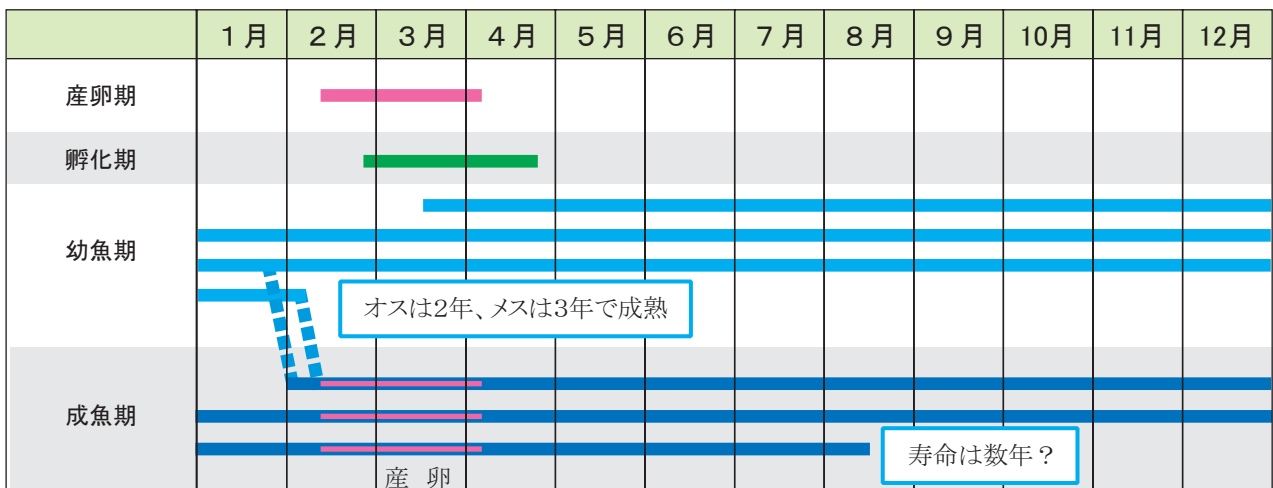 1月 2月 3月 4月 5月 6月 7月 8月 9月 10月 11月 12月
産卵期
孵化期
幼魚期
オスは2年、メスは3年で成熟
成魚期
寿命は数年？
産 卵